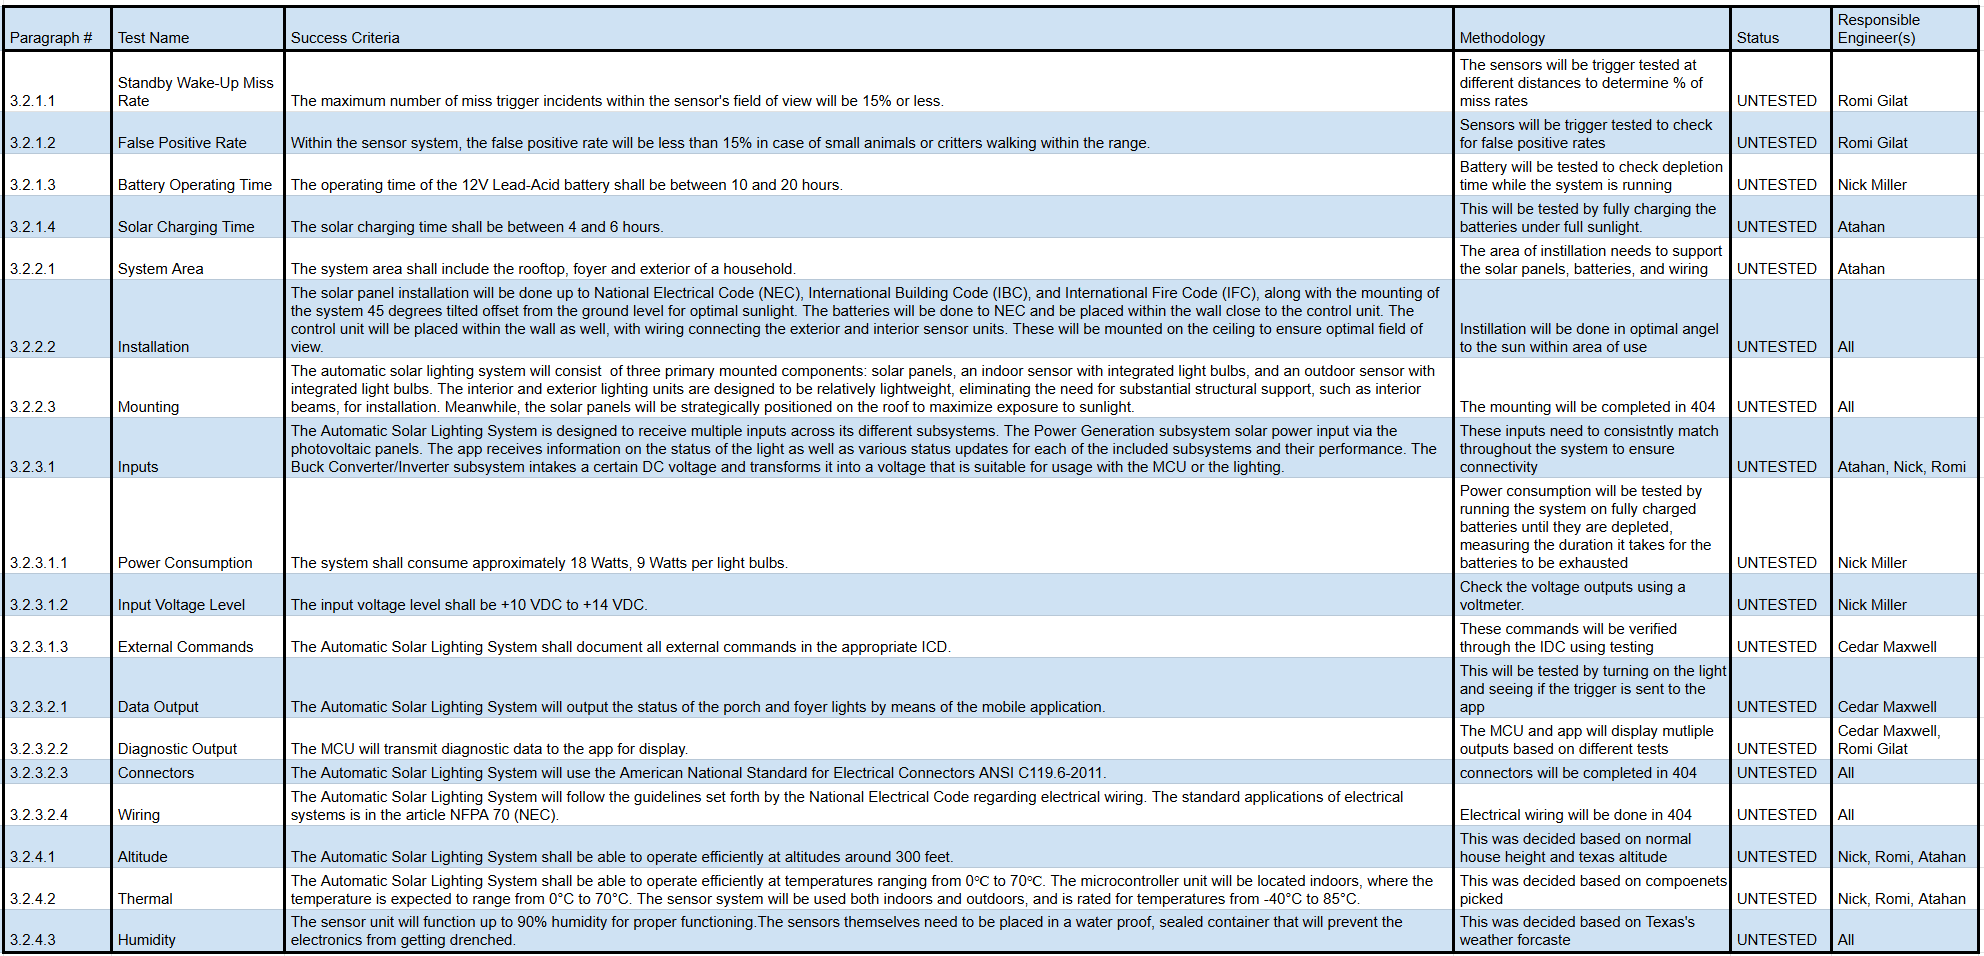 Paragraph #
Test Name
Success Criteria
Methodology
Status
Responsible
Engineer(s)
3.2.1.1
Standby Wake-Up Miss
Rate
The maximum number of miss trigger incidents within the sensor's field of view will be 15% or less.
The sensors will be trigger tested at
different distances to determine % of
miss rates
UNTESTED
Romi Gilat
3.2.1.2
False Positive Rate
Within the sensor system, the false positive rate will be less than 15% in case of small animals or critters walking within the range.
Sensors will be trigger tested to check
for false positive rates
UNTESTED
Romi Gilat
3.2.1.3
Battery Operating Time
The operating time of the 12V Lead-Acid battery shall be between 10 and 20 hours.
Battery will be tested to check depletion
time while the system is running
UNTESTED
Nick Miller
3.2.1.4
Solar Charging Time
The solar charging time shall be between 4 and 6 hours.
This will be tested by fully charging the
batteries under full sunlight.
UNTESTED
Atahan
3.2.2.1
System Area
The system area shall include the rooftop, foyer and exterior of a household.
The area of instillation needs to support
the solar panels, batteries, and wiring
UNTESTED
Atahan
3.2.2.2
Installation
The solar panel installation will be done up to National Electrical Code (NEC), International Building Code (IBC), and International Fire Code (IFC), along with the mounting of
the system 45 degrees tilted offset from the ground level for optimal sunlight. The batteries will be done to NEC and be placed within the wall close to the control unit. The
control unit will be placed within the wall as well, with wiring connecting the exterior and interior sensor units. These will be mounted on the ceiling to ensure optimal field of
view.
Instillation will be done in optimal angel
to the sun within area of use
UNTESTED
All
3.2.2.3
Mounting
The automatic solar lighting system will consist  of three primary mounted components: solar panels, an indoor sensor with integrated light bulbs, and an outdoor sensor with
integrated light bulbs. The interior and exterior lighting units are designed to be relatively lightweight, eliminating the need for substantial structural support, such as interior
beams, for installation. Meanwhile, the solar panels will be strategically positioned on the roof to maximize exposure to sunlight.
The mounting will be completed in 404
UNTESTED
All
3.2.3.1
Inputs
The Automatic Solar Lighting System is designed to receive multiple inputs across its different subsystems. The Power Generation subsystem solar power input via the
photovoltaic panels. The app receives information on the status of the light as well as various status updates for each of the included subsystems and their performance. The
Buck Converter/Inverter subsystem intakes a certain DC voltage and transforms it into a voltage that is suitable for usage with the MCU or the lighting.
These inputs need to consistntly match
throughout the system to ensure
connectivity
UNTESTED
Atahan, Nick, Romi
3.2.3.1.1
Power Consumption
The system shall consume approximately 18 Watts, 9 Watts per light bulbs.
Power consumption will be tested by
running the system on fully charged
batteries until they are depleted,
measuring the duration it takes for the
batteries to be exhausted
UNTESTED
Nick Miller
3.2.3.1.2
Input Voltage Level
The input voltage level shall be +10 VDC to +14 VDC.
Check the voltage outputs using a
voltmeter.
UNTESTED
Nick Miller
3.2.3.1.3
External Commands
The Automatic Solar Lighting System shall document all external commands in the appropriate ICD.
These commands will be verified
through the IDC using testing
UNTESTED
Cedar Maxwell
3.2.3.2.1
Data Output
The Automatic Solar Lighting System will output the status of the porch and foyer lights by means of the mobile application.
This will be tested by turning on the light
and seeing if the trigger is sent to the
app
UNTESTED
Cedar Maxwell
3.2.3.2.2
Diagnostic Output
The MCU will transmit diagnostic data to the app for display.
The MCU and app will display mutliple
outputs based on different tests
UNTESTED
Cedar Maxwell,
Romi Gilat
3.2.3.2.3
Connectors
The Automatic Solar Lighting System will use the American National Standard for Electrical Connectors ANSI C119.6-2011.
connectors will be completed in 404
UNTESTED
All
3.2.3.2.4
Wiring
The Automatic Solar Lighting System will follow the guidelines set forth by the National Electrical Code regarding electrical wiring. The standard applications of electrical
systems is in the article NFPA 70 (NEC).
Electrical wiring will be done in 404
UNTESTED
All
3.2.4.1
Altitude
The Automatic Solar Lighting System shall be able to operate efficiently at altitudes around 300 feet.
This was decided based on normal
house height and texas altitude
UNTESTED
Nick, Romi, Atahan
3.2.4.2
Thermal
The Automatic Solar Lighting System shall be able to operate efficiently at temperatures ranging from 0℃ to 70℃. The microcontroller unit will be located indoors, where the
temperature is expected to range from 0°C to 70°C. The sensor system will be used both indoors and outdoors, and is rated for temperatures from -40°C to 85°C.
This was decided based on compoenets
picked
UNTESTED
Nick, Romi, Atahan
3.2.4.3
Humidity
The sensor unit will function up to 90% humidity for proper functioning.The sensors themselves need to be placed in a water proof, sealed container that will prevent the
electronics from getting drenched.
This was decided based on Texas's
weather forcaste
UNTESTED
All